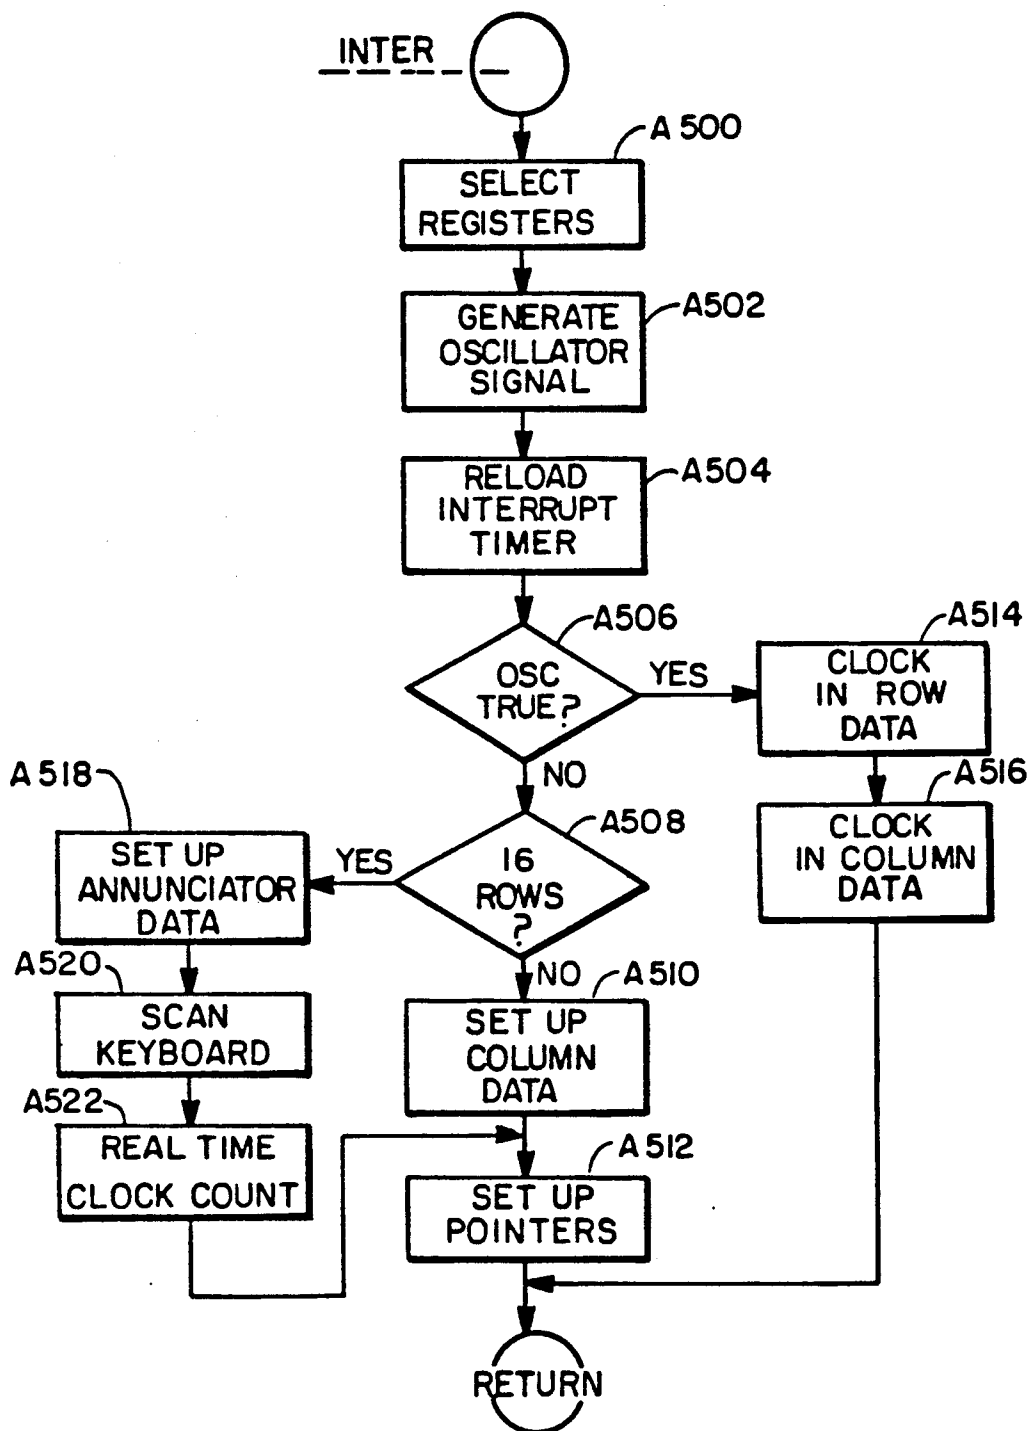 INTER
A500
SELECT
REGISTERS
A502
GENERATE
OSCILLATOR
SIGNAL
A504
RELOAD
INTERRUPT
TIMER
A506
OSC
TRUE?
YES
NO
A514
CLOCK
IN ROW
DATA
A516
CLOCK
IN COLUMN
DATA
A508
16
ROWS
?
YES
NO
A518
SET UP
ANNUNCIATOR
DATA
A520
SCAN
KEYBOARD
A522
REAL TIME
CLOCK COUNT
A510
SET UP
COLUMN
DATA
A512
SET UP
POINTERS
RETURN